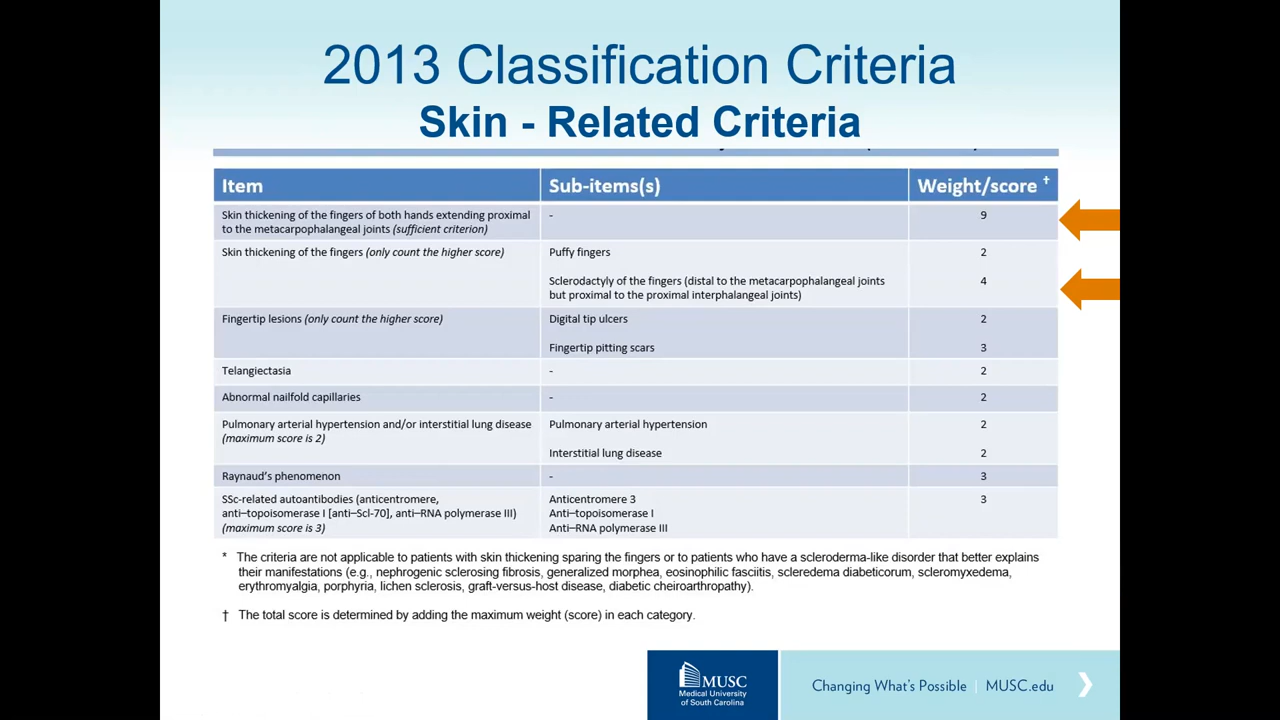 2013 Classification Criteria
Skin - Related Criteria
Item Sub-items(s) Weight/score †
Skin thickening of the fingers of both hands extending proximal
to the metacarpophalangeal joints (sufficient criterion)
- 9
Skin thickening of the fingers (only count the higher score) Puffy fingers 2
Sclerodactyly of the fingers (distal to the metacarpophalangeal joints
but proximal to the proximal interphalangeal joints)
4
Fingertip lesions (only count the higher score) Digital tip ulcers 2
Fingertip pitting scars 3
Telangiectasia - 2
Abnormal nailfold capillaries - 2
Pulmonary arterial hypertension and/or interstitial lung disease
(maximum score is 2)
Pulmonary arterial hypertension 2
Interstitial lung disease 2
Raynaud's phenomenon - 3
SSc-related autoantibodies (anticentromere,
anti–topoisomerase I [anti–Scl-70], anti–RNA polymerase III)
(maximum score is 3)
Anticentromere 3
Anti–topoisomerase I
Anti–RNA polymerase III
3
* The criteria are not applicable to patients with skin thickening sparing the fingers or to patients who have a scleroderma-like disorder that better explains
their manifestations (e.g., nephrogenic sclerosing fibrosis, generalized morphea, eosinophilic fasciitis, scleredema diabeticorum, scleromyxedema,
erythromyalgia, porphyria, lichen sclerosis, graft-versus-host disease, diabetic cheiroarthropathy).
† The total score is determined by adding the maximum weight (score) in each category.
MUSC
Medical University
of South Carolina
Changing What's Possible | MUSC.edu